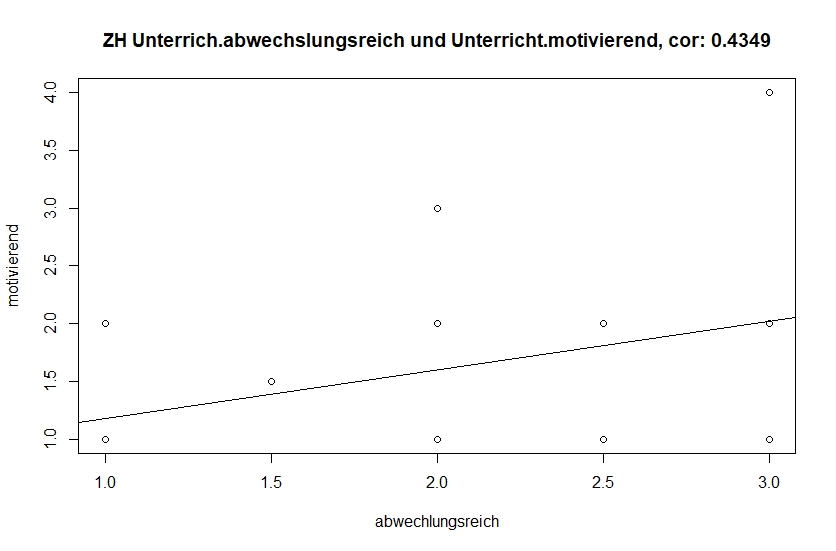 ZH Unterrich.abwechslungsreich und Unterricht.motivierend, cor: 0.4349
4.0
3.5
3.0
2.5
2.0
1.5
1.0
motivierend
1.0 1.5 2.0 2.5 3.0
abwechlungsreich